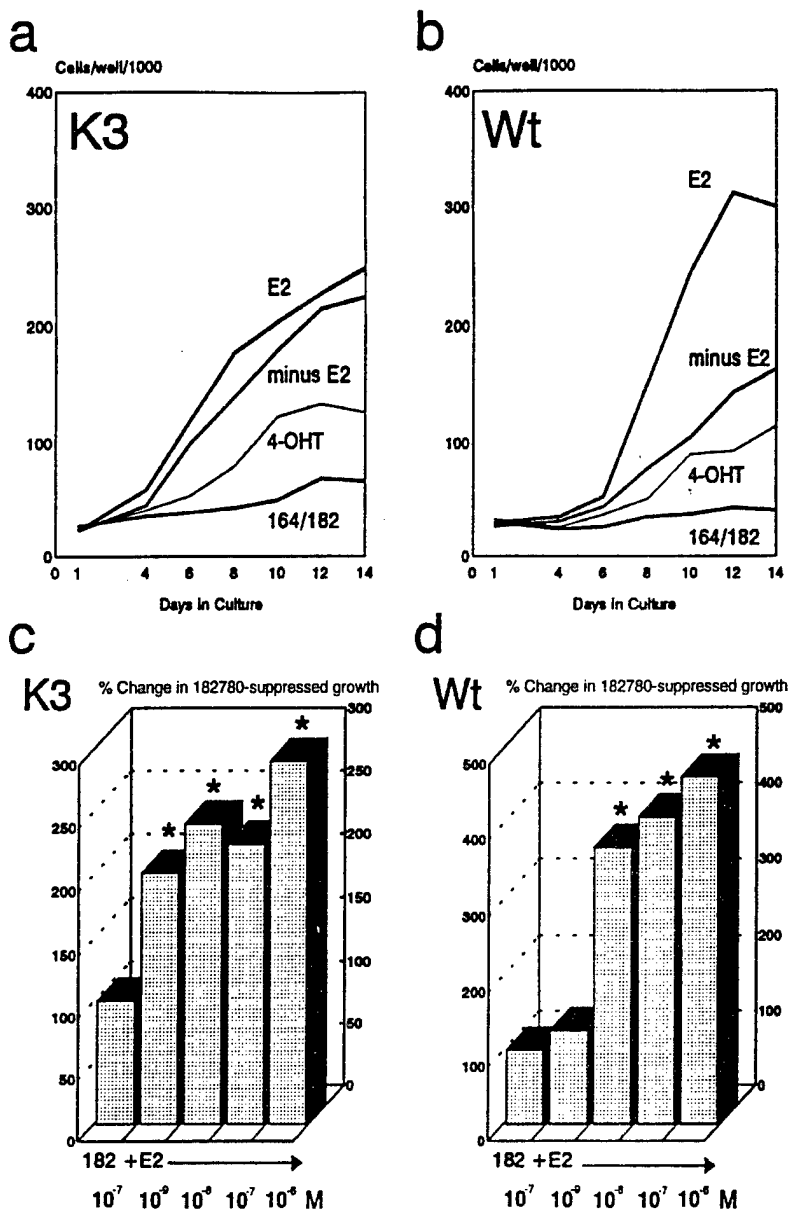 a
Cells/well/1000
K3
400
300
200
100
0
E2
minus E2
4-OHT
164/182
0 1 4 6 8 10 12 14
Days in Culture
b
Cells/well/1000
Wt
400
300
200
100
0
E2
minus E2
4-OHT
164/182
0 1 4 6 8 10 12 14
Days in Culture
c
K3
% Change in 182780-suppressed growth
300
250
200
150
100
50
0
300
250
200
150
100
50
0
* * * *
182 +E2
10-7 10-9 10-8 10-7 10-6 M
d
Wt
% Change in 182780-suppressed growth
500
400
300
200
100
0
500
400
300
200
100
0
* * *
182 +E2
10-7 10-9 10-8 10-7 10-6 M